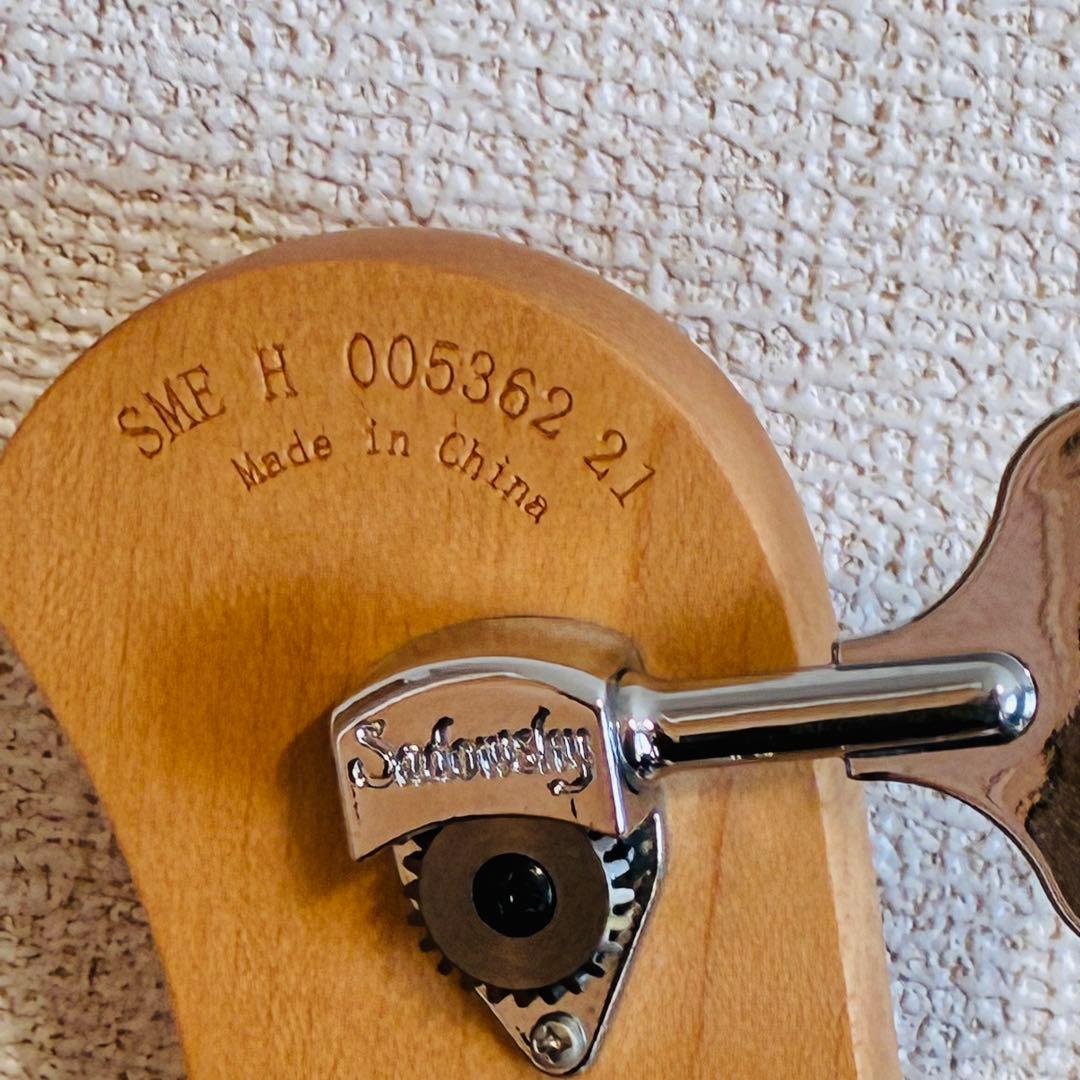 SME H 005362 21
Made in China
Sadowsky